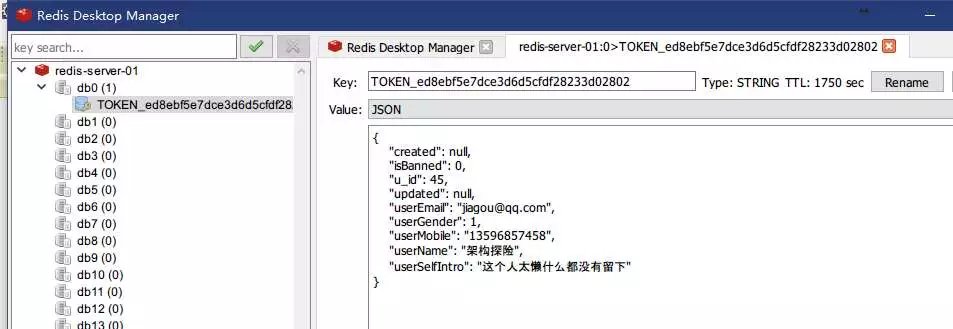 Redis Desktop Manager
key search...
redis-server-01
db0 (1)
TOKEN_ed8ebf5e7dce3d6d5cfdf28
db1 (0)
db2 (0)
db3 (0)
db4 (0)
db5 (0)
db6 (0)
db7 (0)
db8 (0)
db9 (0)
db10 (0)
db11 (0)
db12 (0)
db13 (0)
Redis Desktop Manager
redis-server-01:0>TOKEN_ed8ebf5e7dce3d6d5cfdf28233d02802
Key: TOKEN_ed8ebf5e7dce3d6d5cfdf28233d02802 Type: STRING TTL: 1750 sec Rename
Value: JSON
{
"created": null,
"isBanned": 0,
"u_id": 45,
"updated": null,
"userEmail": "jiagou@qq.com",
"userGender": 1,
"userMobile": "13596857458",
"userName": "架构探险",
"userSelfIntro": "这个人太懒什么都没有留下"
}